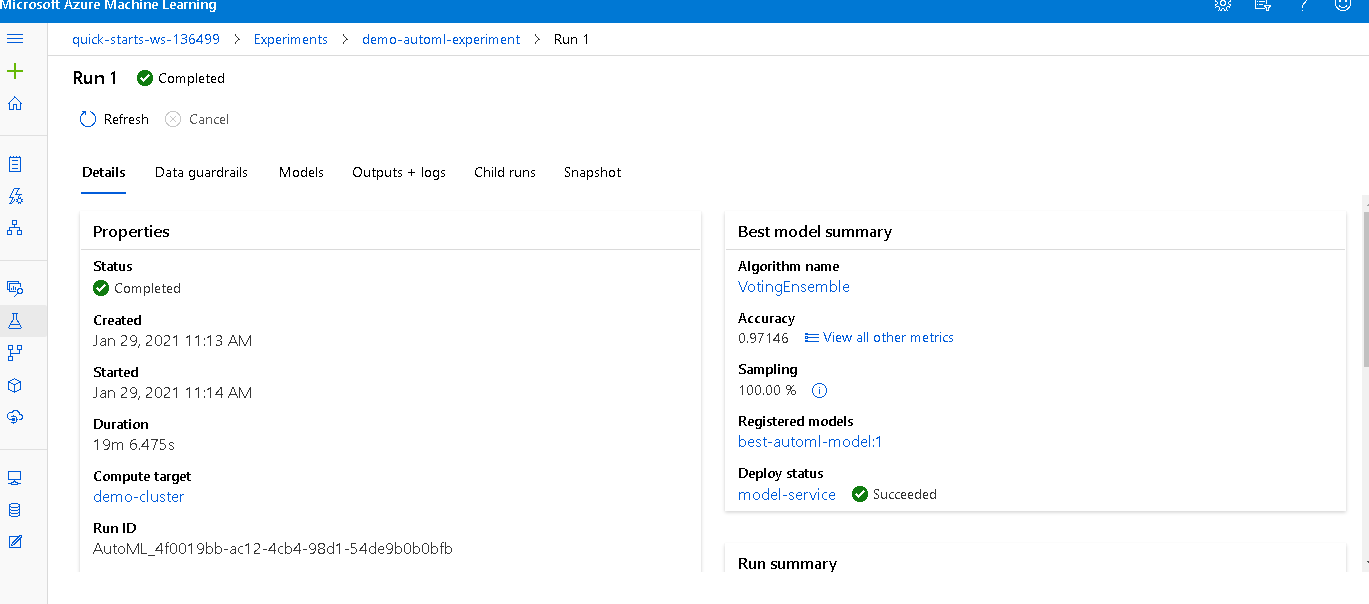 Microsoft Azure Machine Learning
quick-starts-ws-136499 > Experiments > demo-automl-experiment > Run 1
Run 1 Completed
Refresh Cancel
Details Data guardrails Models Outputs + logs Child runs Snapshot
Properties
Status
Completed
Created
Jan 29, 2021 11:13 AM
Started
Jan 29, 2021 11:14 AM
Duration
19m 6.475s
Compute target
demo-cluster
Run ID
AutoML_4f0019bb-ac12-4cb4-98d1-54de9b0b0bfb
Best model summary
Algorithm name
VotingEnsemble
Accuracy
0.97146 View all other metrics
Sampling
100.00 %
Registered models
best-automl-model:1
Deploy status
model-service Succeeded
Run summary